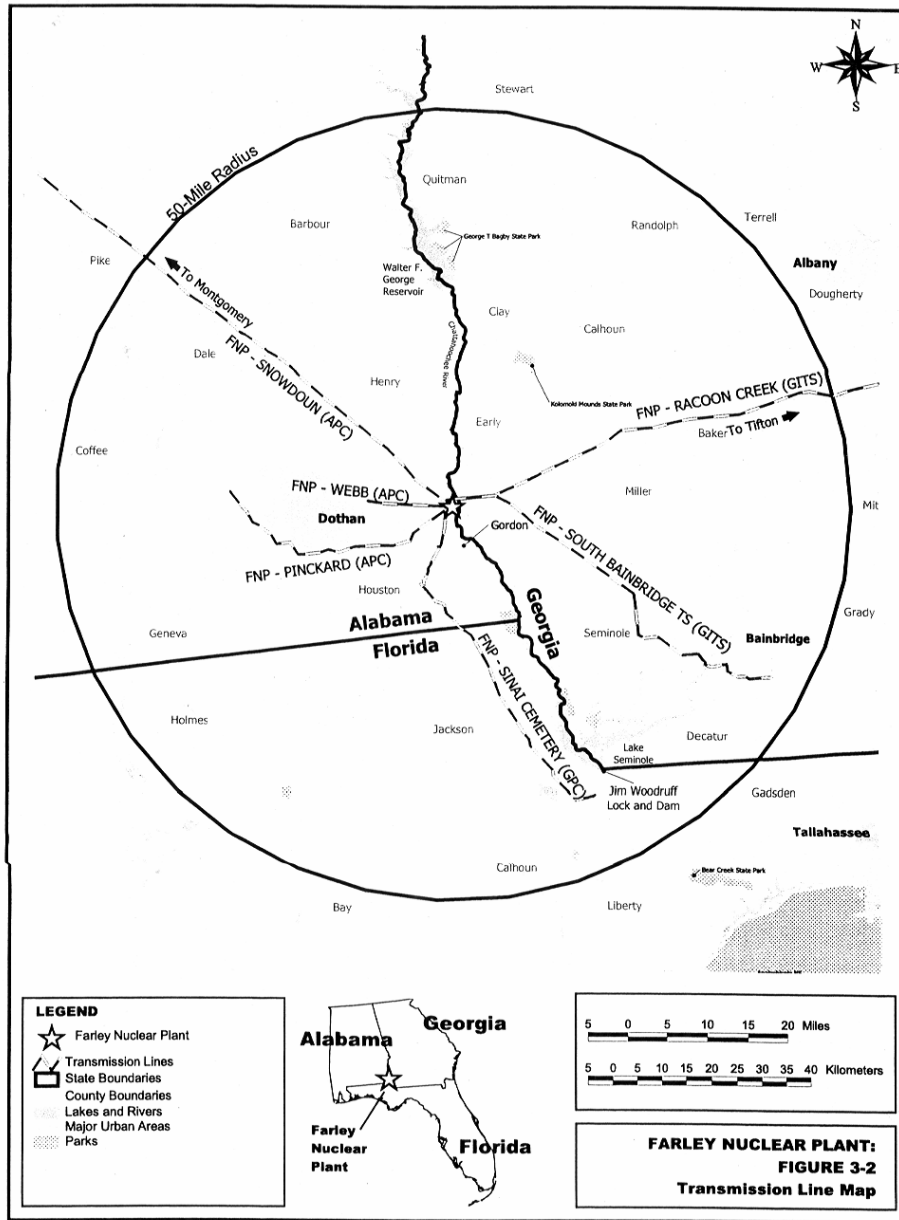 N
W
E
S
Stewart
50-Mile Radius
Quitman
Barbour
Randolph
Terrell
George T Bagby State Park
Pike
To Montgomery
Walter F.
George
Reservoir
Albany
Dougherty
Clay
Calhoun
Chattahoochee River
Dale
FNP - SNOWDOUN (APC)
Henry
Kolomoki Mounds State Park
FNP - RACOON CREEK (GITS)
Early
Baker
To Tifton
Coffee
FNP - WEBB (APC)
Miller
Mit
Dothan
Gordon
FNP - SOUTH BAINBRIDGE TS (GITS)
FNP - PINCKARD (APC)
Houston
Georgia
Grady
Alabama
Geneva
Florida
Seminole
Bainbridge
FNP - SINAI CEMETERY (GPC)
Holmes
Jackson
Decatur
Lake
Seminole
Jim Woodruff
Lock and Dam
Gadsden
Tallahassee
Calhoun
Bear Creek State Park
Bay
Liberty
LEGEND
Farley Nuclear Plant
Transmission Lines
State Boundaries
County Boundaries
Lakes and Rivers
Major Urban Areas
Parks
Alabama
Georgia
Farley
Nuclear
Plant
Florida
5 0 5 10 15 20 Miles
5 0 5 10 15 20 25 30 35 40 Kilometers
FARLEY NUCLEAR PLANT:
FIGURE 3-2
Transmission Line Map